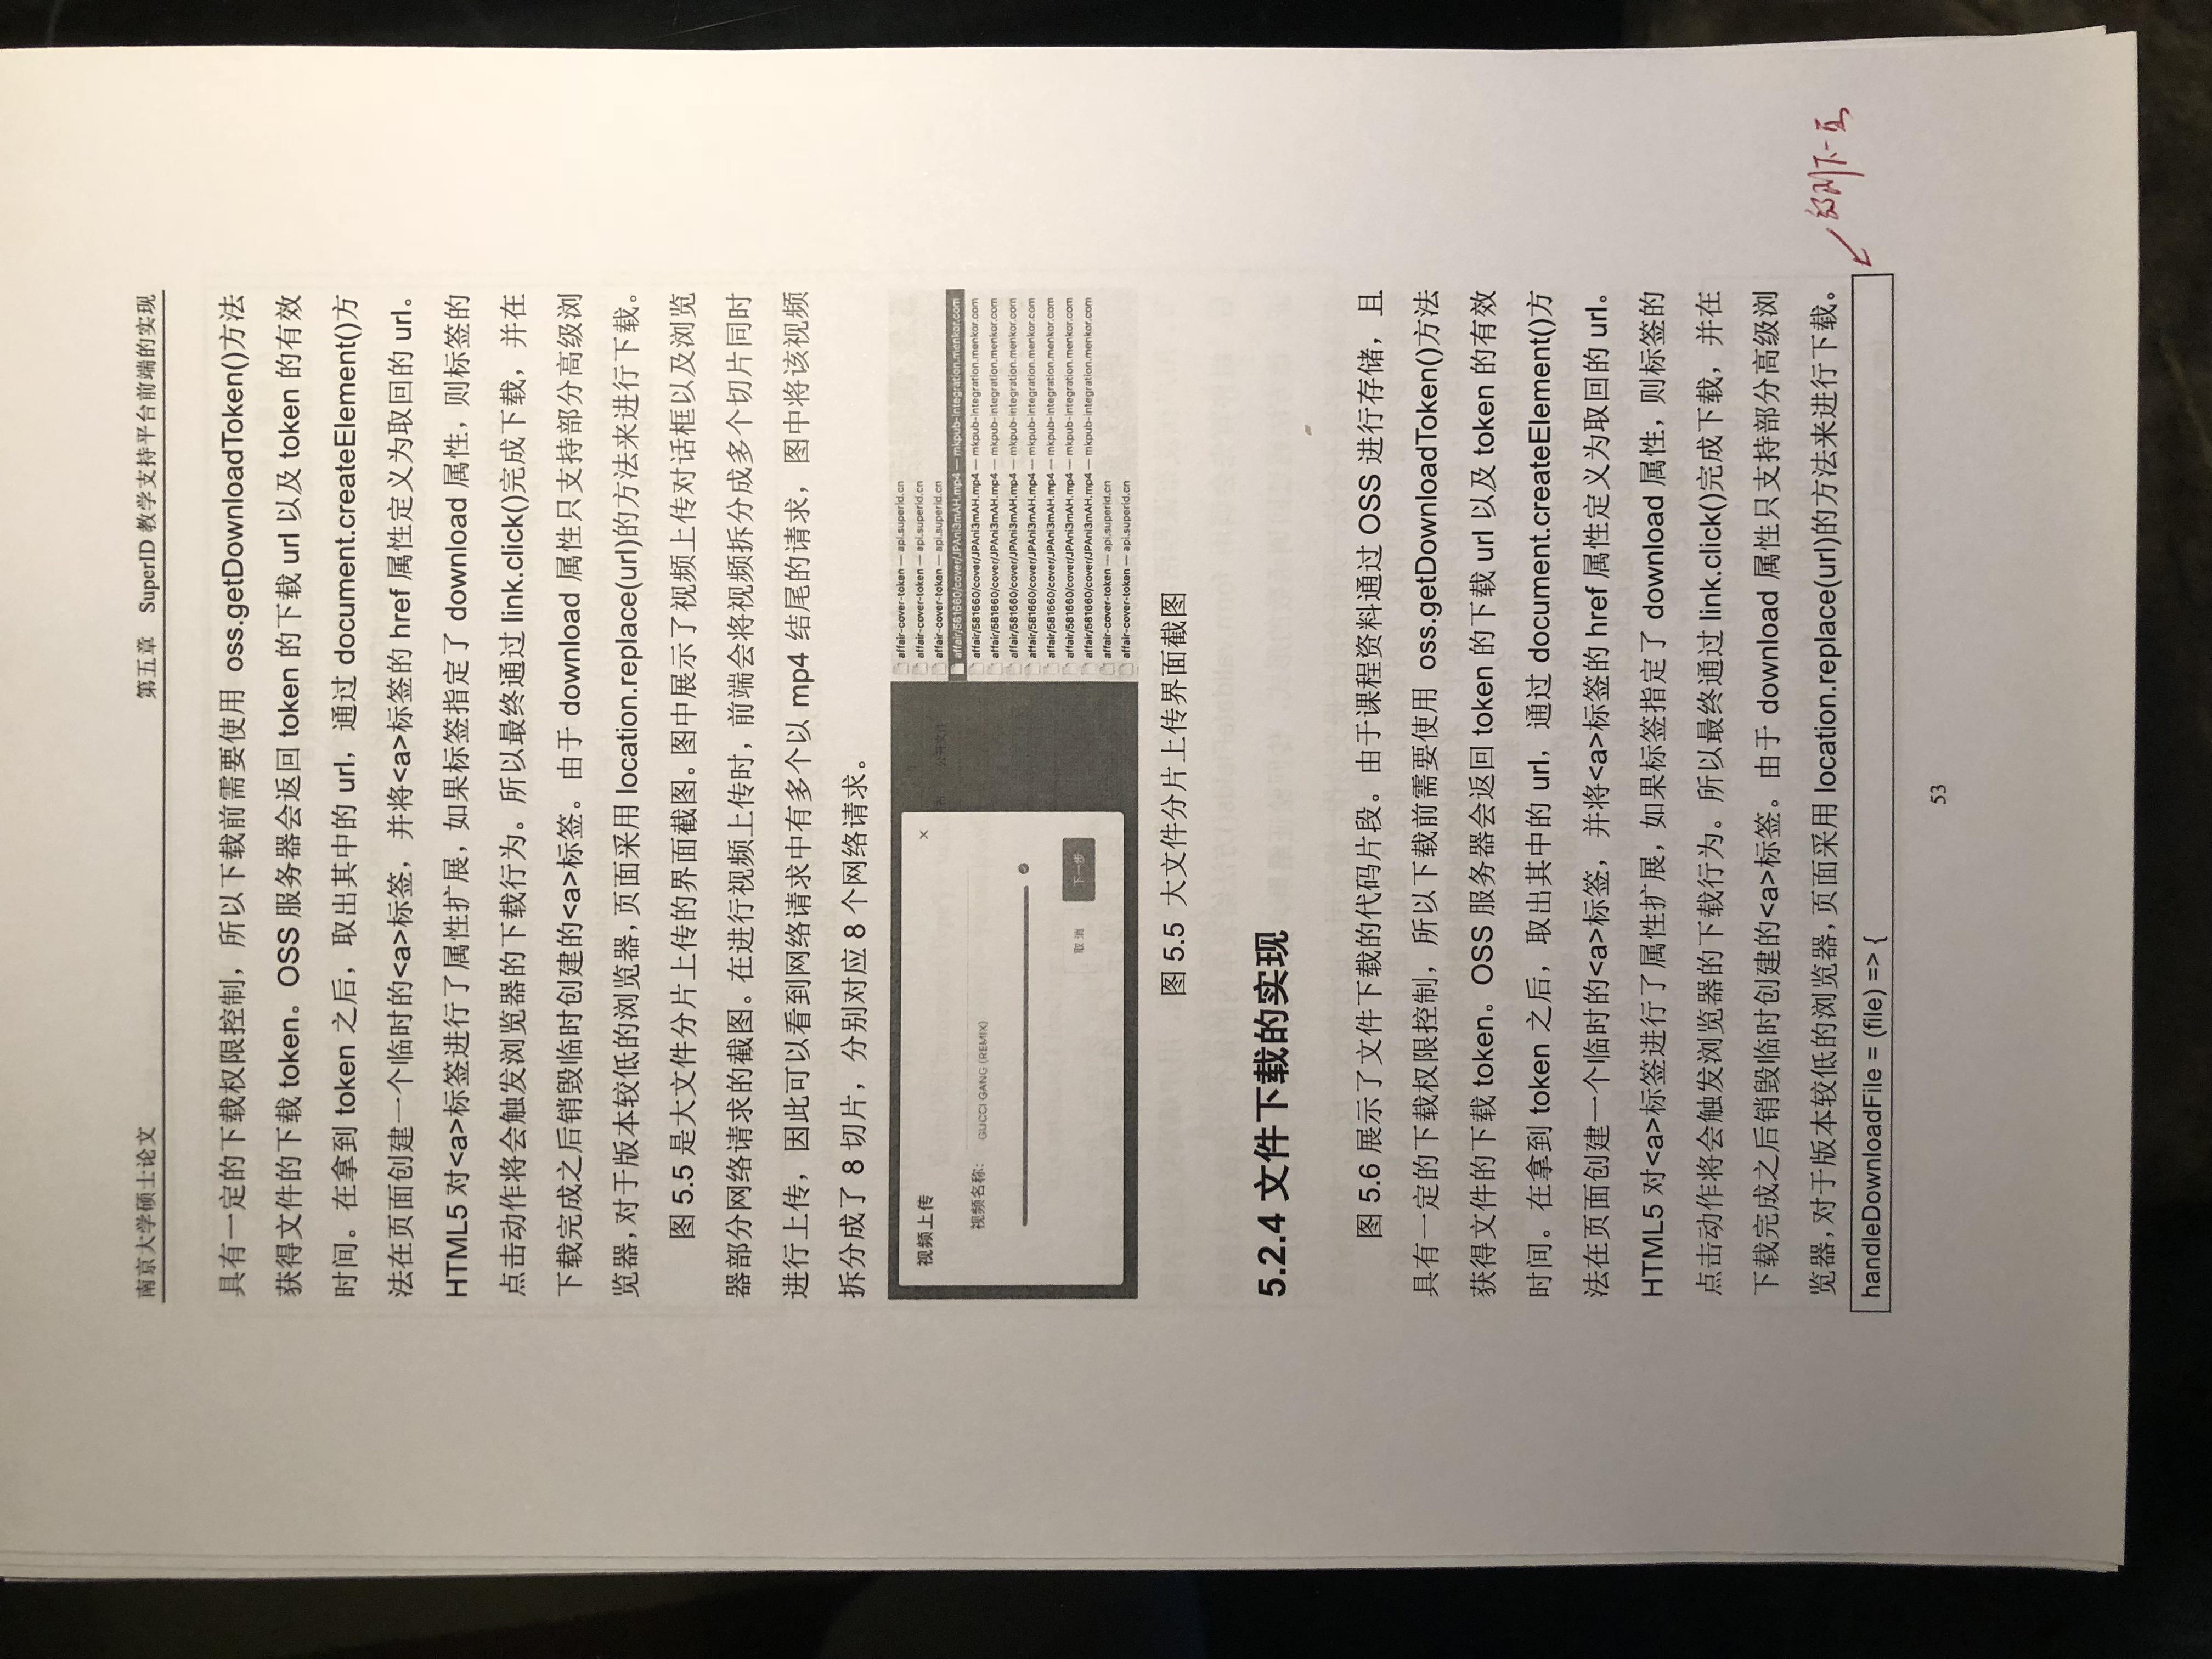 南京大学硕士论文
第五章 SuperID 教学支持平台前端的实现
具有一定的下载权限控制，所以下载前需要使用 oss.getDownloadToken()方法
获得文件的下载 token。OSS 服务器会返回 token 的下载 url 以及 token 的有效
时间。在拿到 token 之后，取出其中的 url，通过 document.createElement()方
法在页面创建一个临时的<a>标签，并将<a>标签的 href 属性定义为取回的 url。
HTML5 对<a>标签进行了属性扩展，如果标签指定了 download 属性，则标签的
点击动作将会触发浏览器的下载行为。所以最终通过 link.click()完成下载，并在
下载完成之后销毁临时创建的<a>标签。由于 download 属性只支持部分高级浏
览器，对于版本较低的浏览器，页面采用 location.replace(url)的方法来进行下载。
图 5.5 是大文件分片上传的界面截图。图中展示了视频上传对话框以及浏览
器部分网络请求的截图。在进行视频上传时，前端会将视频拆分成多个切片同时
进行上传，因此可以看到网络请求中有多个以 mp4 结尾的请求，图中将该视频
拆分成了 8 切片，分别对应 8 个网络请求。
视频上传 ×
视频名称: GUCCI GANG (REMIX)
取消 下一步
布 公开文件
affair-cover-token — api.superid.cn
affair-cover-token — api.superid.cn
affair-cover-token — api.superid.cn
affair/581660/cover/JPAni3mAH.mp4 — mkpub-integration.menkor.com
affair/581660/cover/JPAni3mAH.mp4 — mkpub-integration.menkor.com
affair/581660/cover/JPAni3mAH.mp4 — mkpub-integration.menkor.com
affair/581660/cover/JPAni3mAH.mp4 — mkpub-integration.menkor.com
affair/581660/cover/JPAni3mAH.mp4 — mkpub-integration.menkor.com
affair/581660/cover/JPAni3mAH.mp4 — mkpub-integration.menkor.com
affair/581660/cover/JPAni3mAH.mp4 — mkpub-integration.menkor.com
affair/581660/cover/JPAni3mAH.mp4 — mkpub-integration.menkor.com
affair-cover-token — api.superid.cn
affair-cover-token — api.superid.cn
图 5.5 大文件分片上传界面截图
5.2.4 文件下载的实现
图 5.6 展示了文件下载的代码片段。由于课程资料通过 OSS 进行存储，且
具有一定的下载权限控制，所以下载前需要使用 oss.getDownloadToken()方法
获得文件的下载 token。OSS 服务器会返回 token 的下载 url 以及 token 的有效
时间。在拿到 token 之后，取出其中的 url，通过 document.createElement()方
法在页面创建一个临时的<a>标签，并将<a>标签的 href 属性定义为取回的 url。
HTML5 对<a>标签进行了属性扩展，如果标签指定了 download 属性，则标签的
点击动作将会触发浏览器的下载行为。所以最终通过 link.click()完成下载，并在
下载完成之后销毁临时创建的<a>标签。由于 download 属性只支持部分高级浏
览器，对于版本较低的浏览器，页面采用 location.replace(url)的方法来进行下载。
到下一页
handleDownloadFile = (file) => {
53